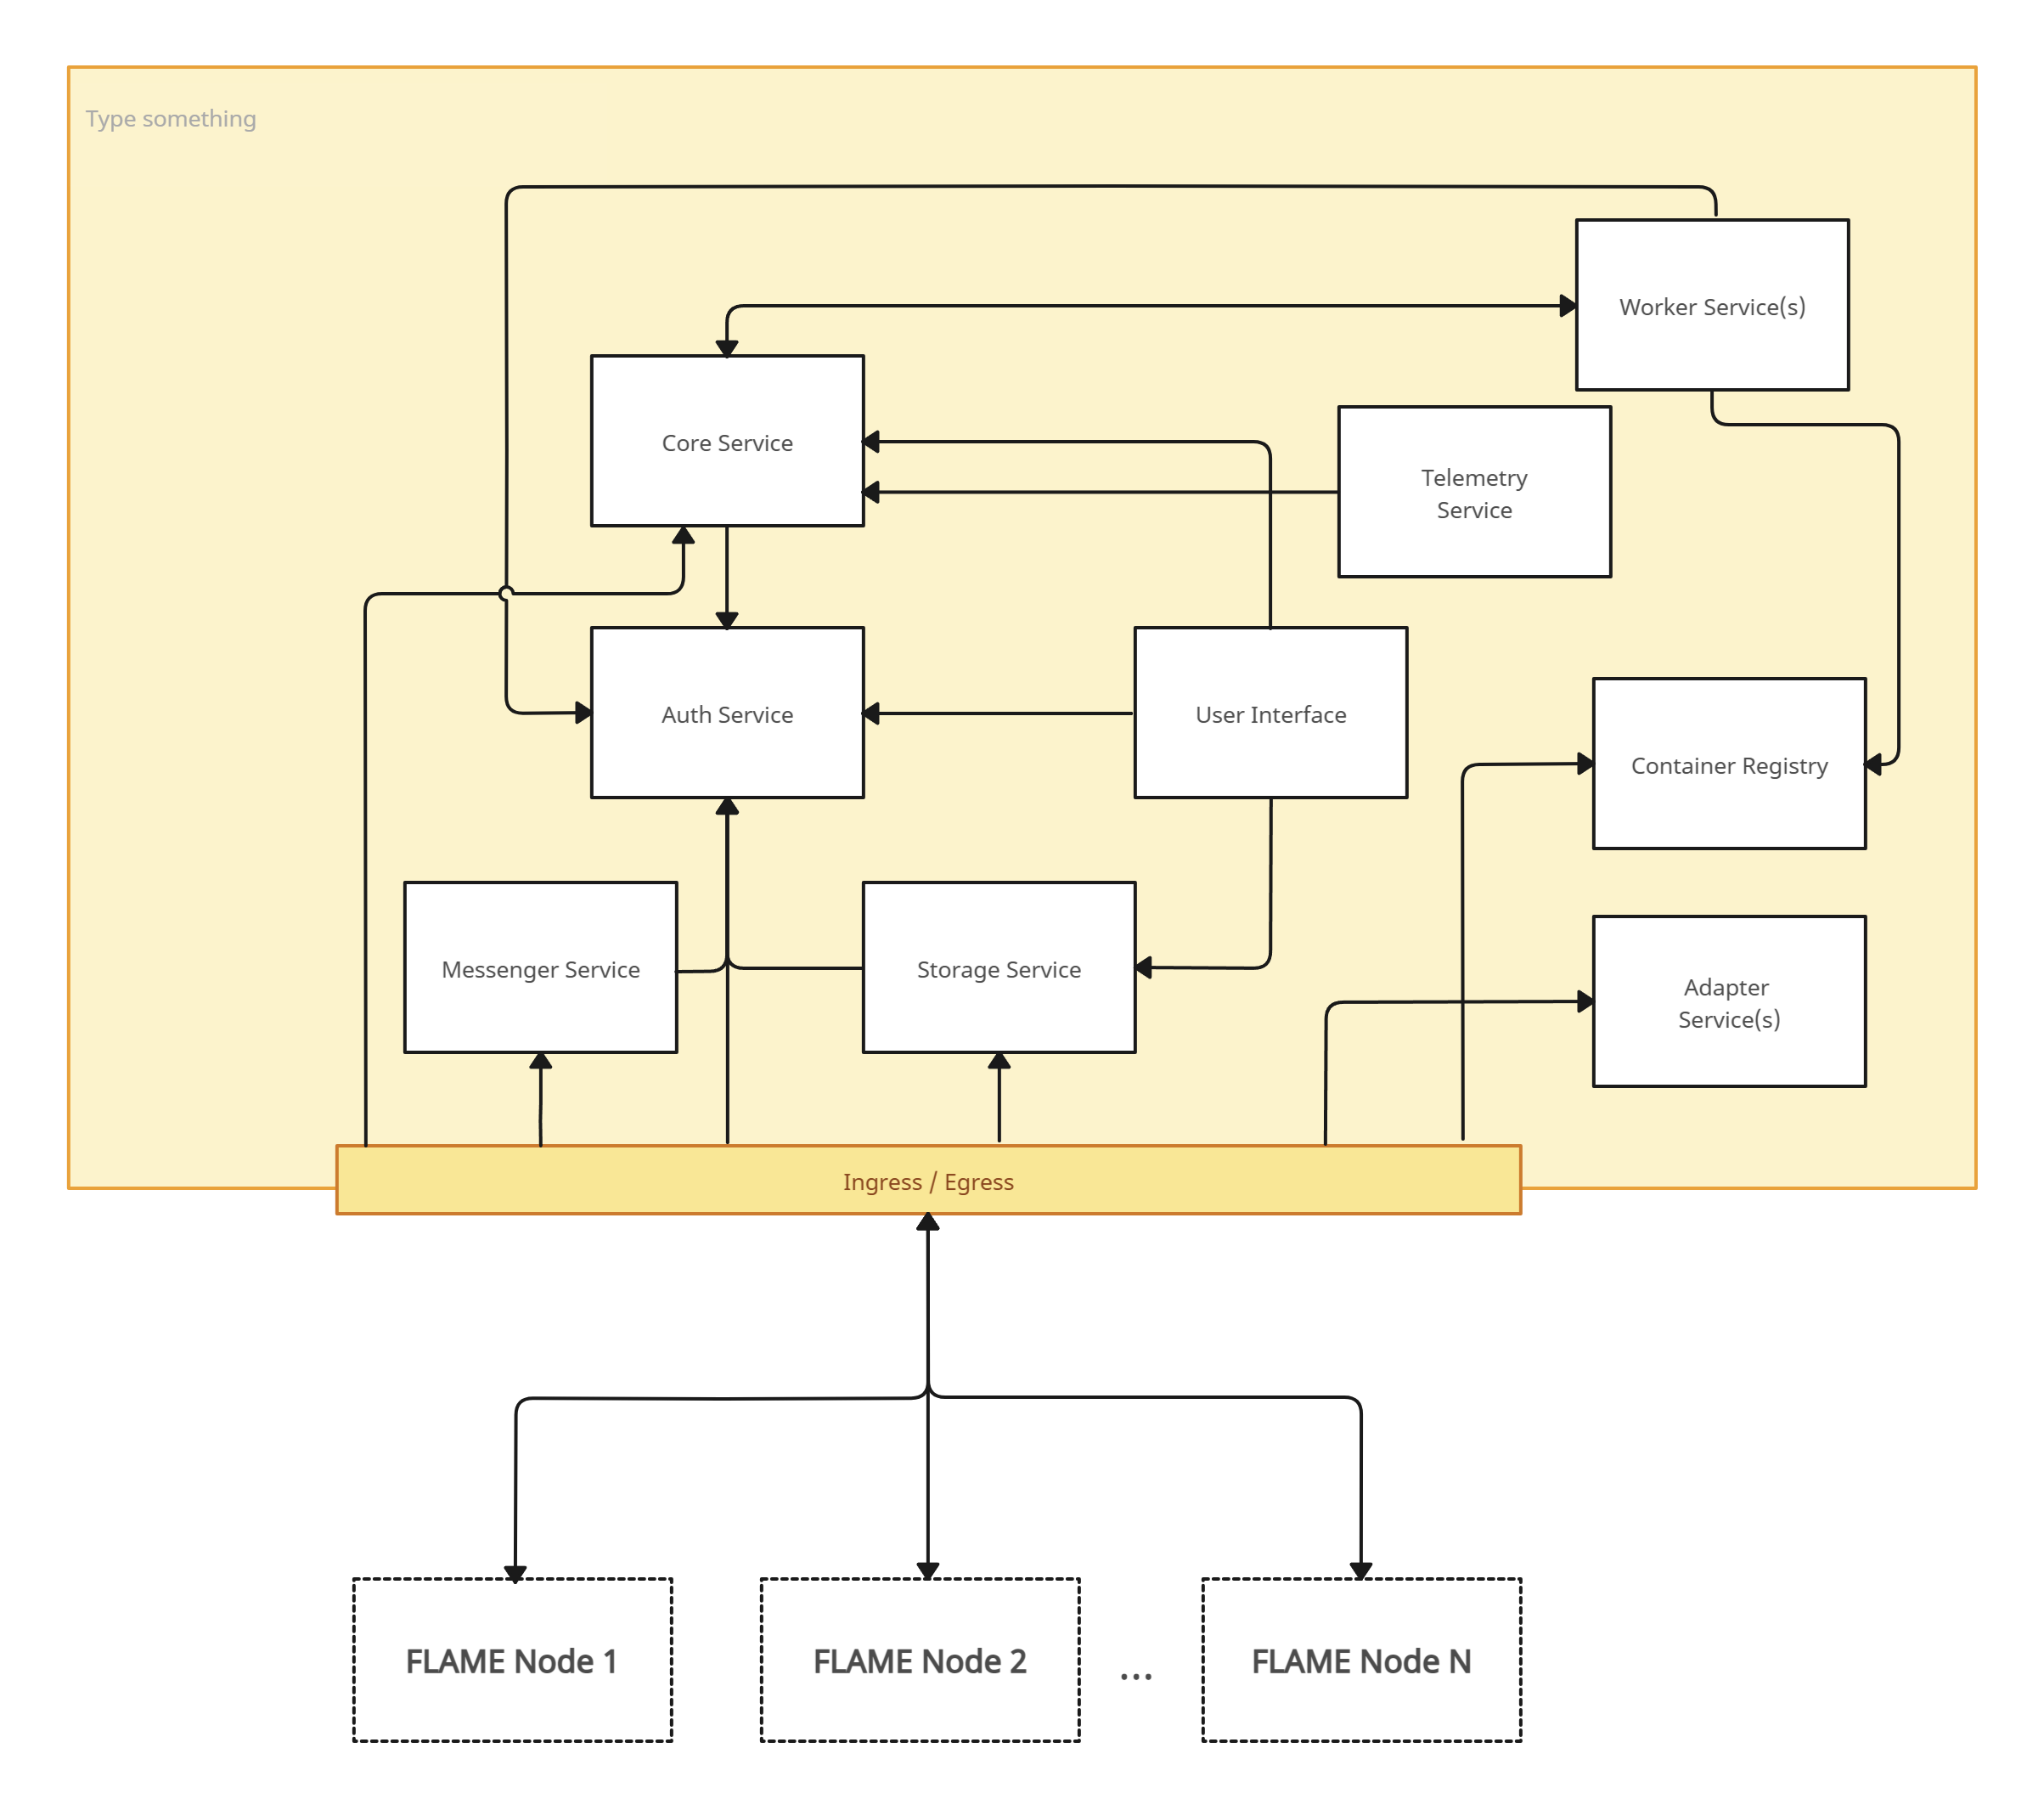 Type something
Worker Service(s)
Core Service
Telemetry
Service
Auth Service
User Interface
Container Registry
Messenger Service
Storage Service
Adapter
Service(s)
Ingress / Egress
FLAME Node 1
FLAME Node 2
...
FLAME Node N